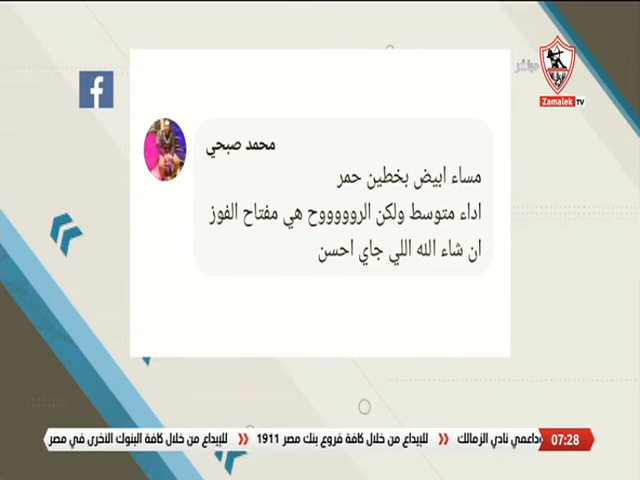 مباشر
Zamalek TV
محمد صبحي
مساء ابيض بخطين حمر
اداء متوسط ولكن الروووووح هي مفتاح الفوز
ان شاء الله اللي جاي احسن
07:28
وداعمي نادي الزمالك » للإيداع من خلال كافة فروع بنك مصر 1911 » للإيداع من خلال كافة البنوك الأخرى في مصر